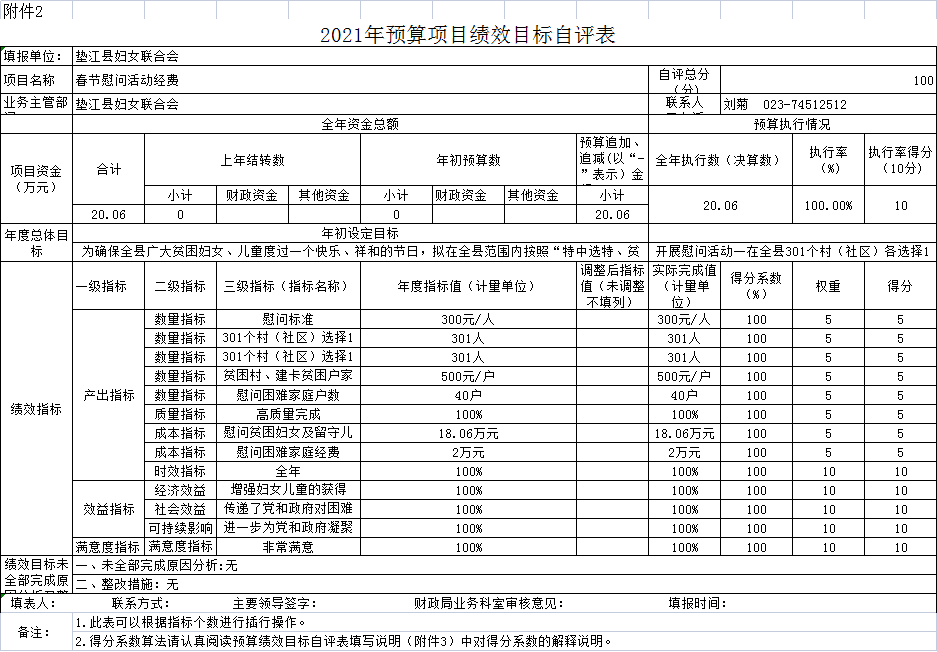 附件2
2021年预算项目绩效目标自评表
填报单位： 垫江县妇女联合会
项目名称 春节慰问活动经费 自评总分（分） 100
业务主管部 垫江县妇女联合会 联系人 刘菊 023-74512512
项目资金（万元） 全年资金总额 预算执行情况
合计 上年结转数 年初预算数 预算追加、追减(以“-”表示）金 全年执行数（决算数） 执行率（%） 执行率得分（10分）
小计 财政资金 其他资金 小计 财政资金 其他资金 小计
20.06 0 0 20.06 20.06 100.00% 10
年度总体目标 年初设定目标
为确保全县广大贫困妇女、儿童度过一个快乐、祥和的节日，拟在全县范围内按照“特中选特、贫 开展慰问活动一在全县301个村（社区）各选择1
绩效指标 一级指标 二级指标 三级指标（指标名称） 年度指标值（计量单位） 调整后指标值（未调整不填列） 实际完成值（计量单位） 得分系数（%） 权重 得分
产出指标 数量指标 慰问标准 300元/人 300元/人 100 5 5
数量指标 301个村（社区）选择1 301人 301人 100 5 5
数量指标 301个村（社区）选择1 301人 301人 100 5 5
数量指标 贫困村、建卡贫困户家 500元/户 500元/户 100 5 5
数量指标 慰问困难家庭户数 40户 40户 100 5 5
质量指标 高质量完成 100% 100% 100 5 5
成本指标 慰问贫困妇女及留守儿 18.06万元 18.06万元 100 5 5
成本指标 慰问困难家庭经费 2万元 2万元 100 5 5
时效指标 全年 100% 100% 100 10 10
效益指标 经济效益 增强妇女儿童的获得 100% 100% 100 10 10
社会效益 传递了党和政府对困难 100% 100% 100 10 10
可持续影响 进一步为党和政府凝聚 100% 100% 100 10 10
满意度指标 满意度指标 非常满意 100% 100% 100 10 10
绩效目标未全部完成原 一、未全部完成原因分析:无
二、整改措施：无
填表人： 联系方式： 主要领导签字： 财政局业务科室审核意见： 填报时间：
备注： 1.此表可以根据指标个数进行插行操作。
2.得分系数算法请认真阅读预算绩效目标自评表填写说明（附件3）中对得分系数的解释说明。